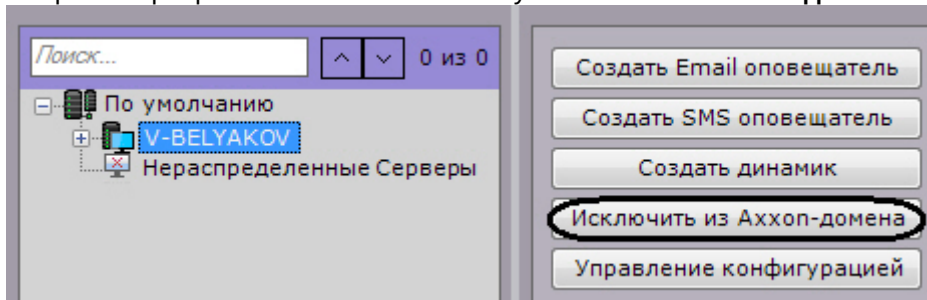 Поиск...
0 из 0
По умолчанию
V-BELYAKOV
Нераспределенные Серверы
Создать Email оповещатель
Создать SMS оповещатель
Создать динамик
Исключить из Axxon-домена
Управление конфигурацией